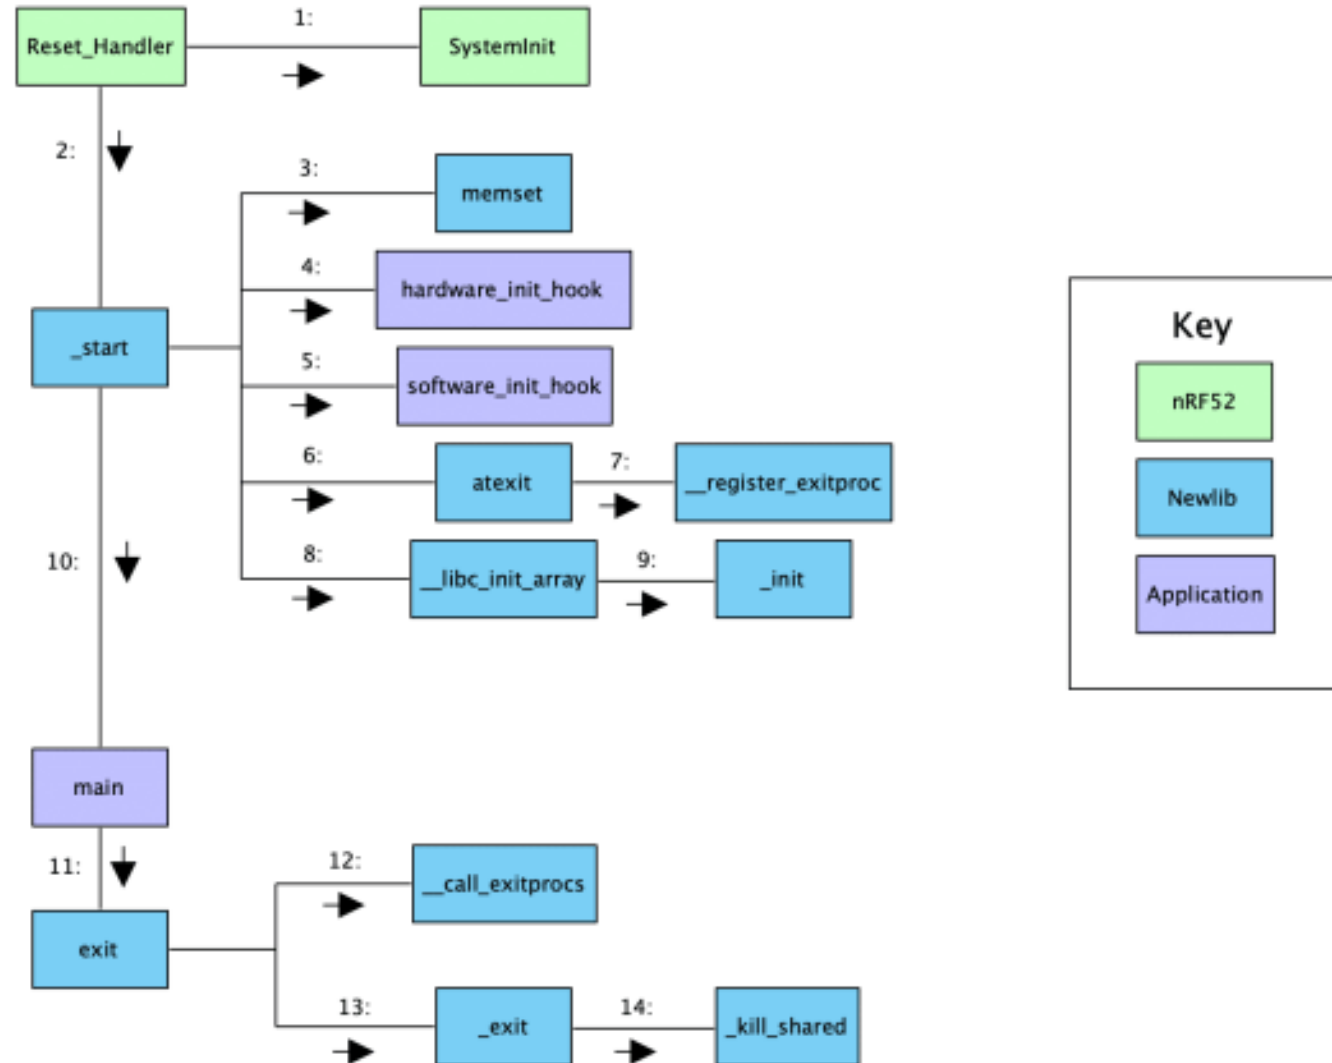 1:
Reset_Handler
SystemInit
2:
3:
memset
4:
hardware_init_hook
_start
5:
software_init_hook
6:
atexit
7:
__register_exitproc
8:
__libc_init_array
9:
_init
10:
main
11:
exit
12:
__call_exitprocs
13:
_exit
14:
_kill_shared
Key
nRF52
Newlib
Application